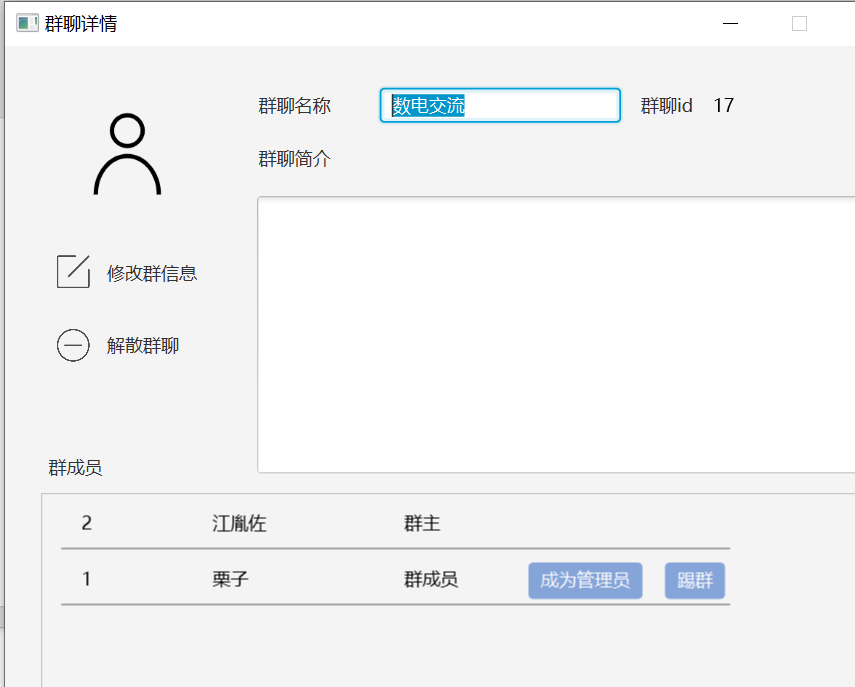 群聊详情
群聊名称 数电交流 群聊id 17
群聊简介
修改群信息
解散群聊
群成员
2 江胤佐 群主
1 栗子 群成员 成为管理员 踢群